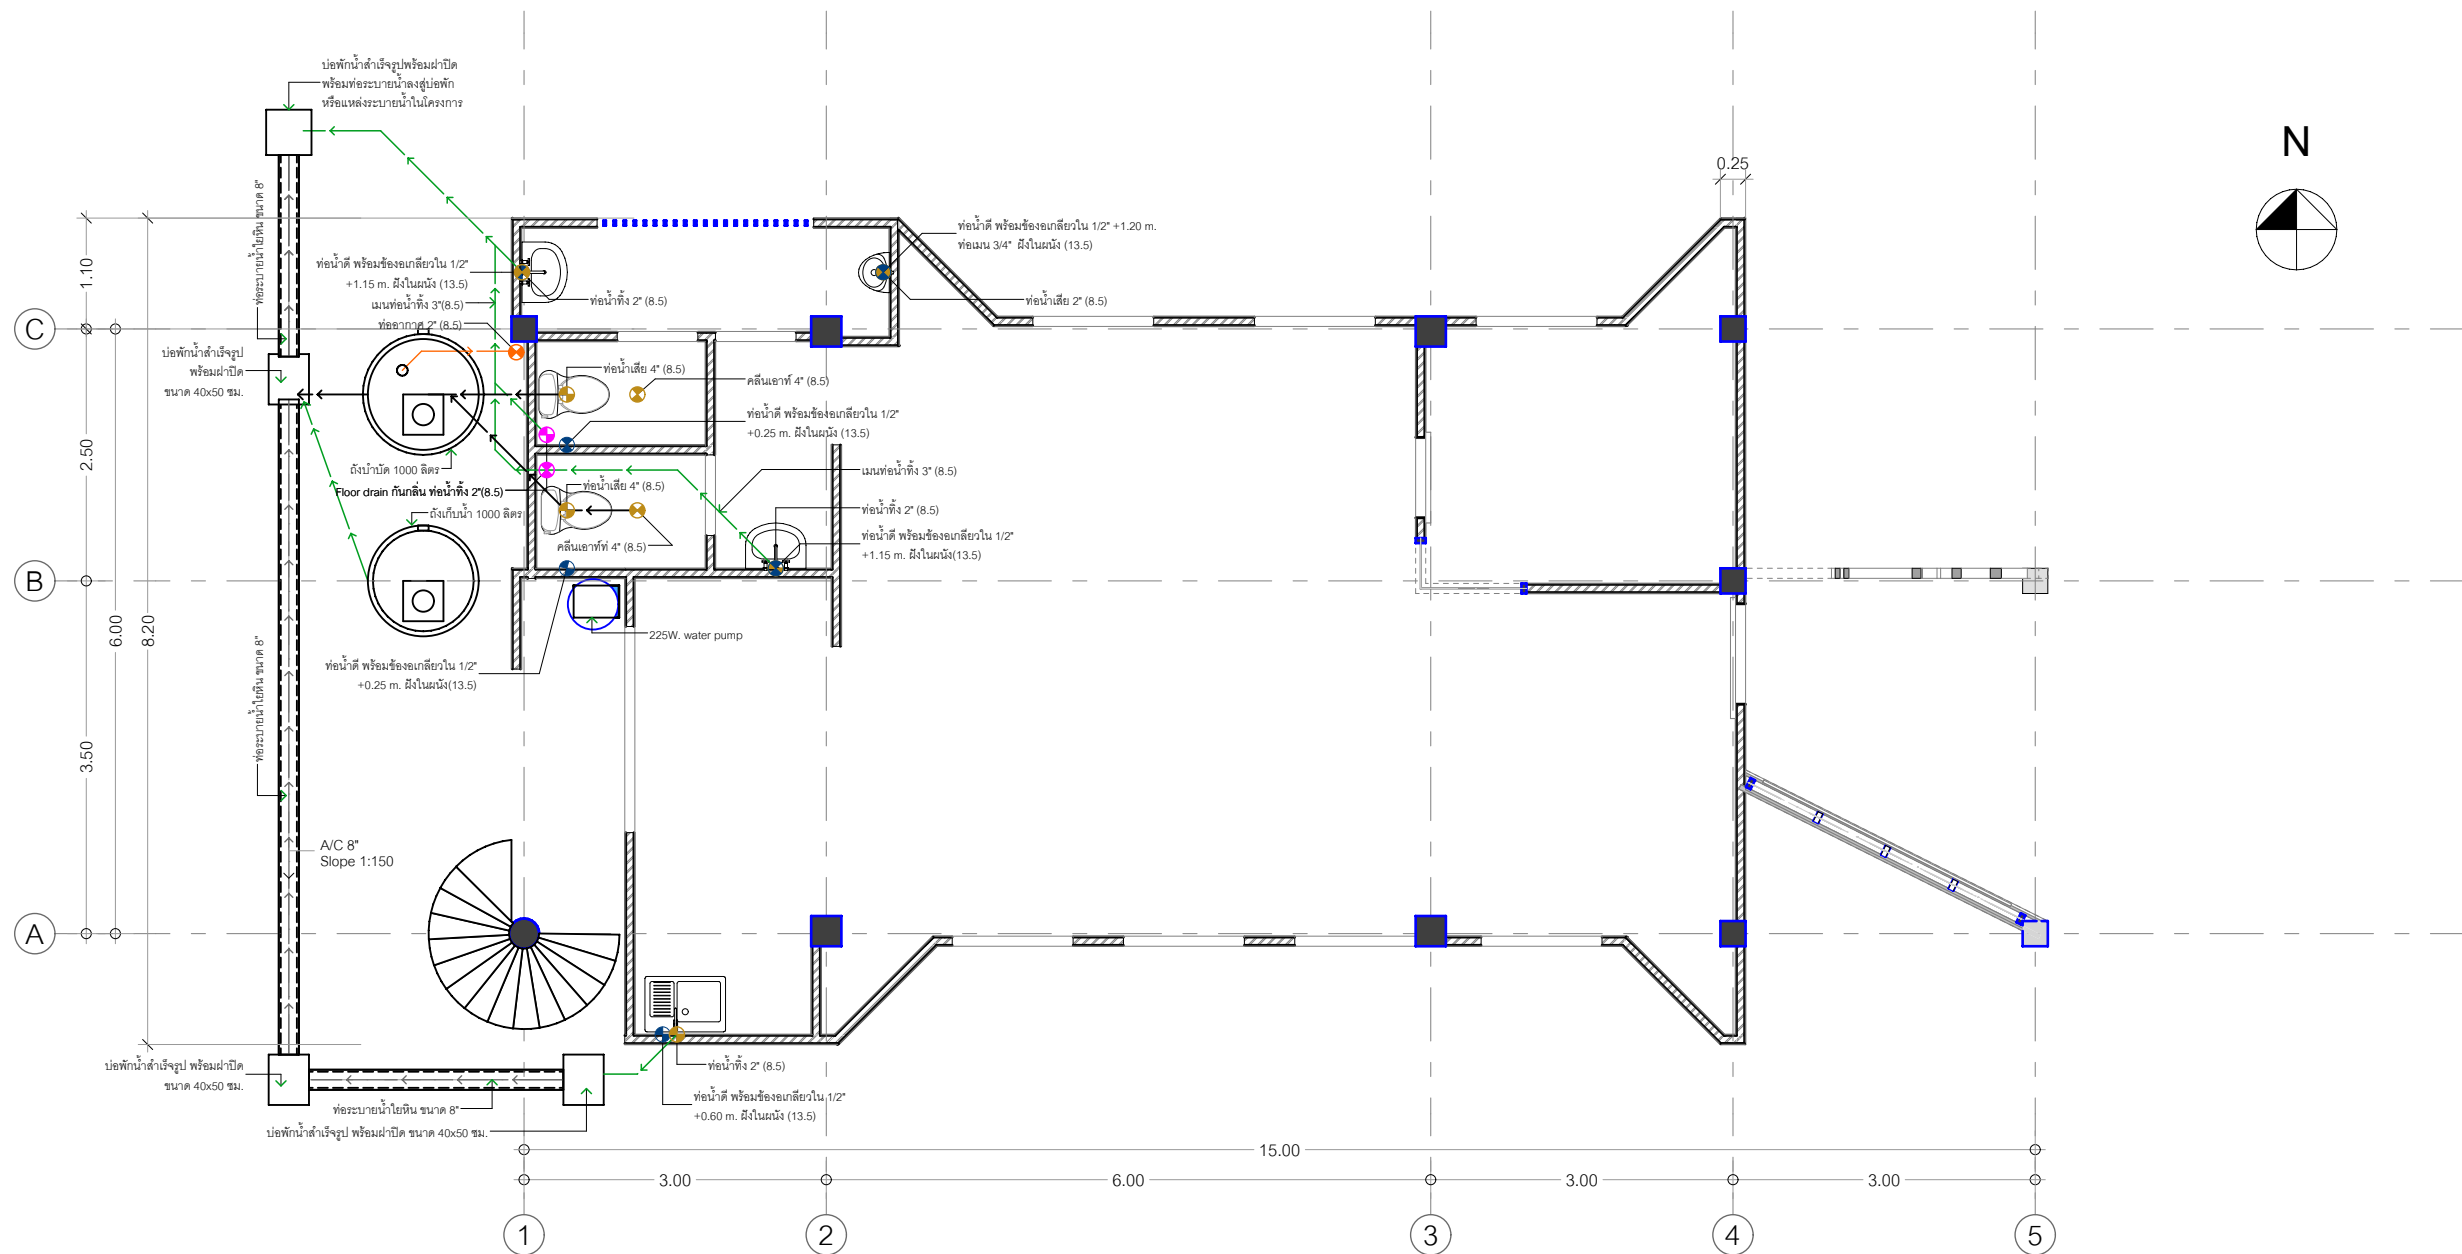 บ่อพักน้ำสำเร็จรูปพร้อมฝาปิด
พร้อมท่อระบายน้ำลงสู่บ่อพัก
หรือแหล่งระบายน้ำในโครงการ
N
0.25
ท่อระบายน้ำใยหิน ขนาด 8"
ท่อน้ำดี พร้อมข้องอเกลียวใน 1/2" +1.20 m.
ท่อเมน 3/4" ฝังในผนัง (13.5)
ท่อน้ำดี พร้อมข้องอเกลียวใน 1/2"
+1.15 m. ฝังในผนัง (13.5)
เมนท่อน้ำทิ้ง 3"(8.5)
ท่ออากาศ 2" (8.5)
ท่อน้ำทิ้ง 2" (8.5)
ท่อน้ำเสีย 2" (8.5)
1.10
C
บ่อพักน้ำสำเร็จรูป
พร้อมฝาปิด
ขนาด 40x50 ซม.
ท่อน้ำเสีย 4" (8.5)
คลีนเอาท์ 4" (8.5)
ท่อน้ำดี พร้อมข้องอเกลียวใน 1/2"
+0.25 m. ฝังในผนัง (13.5)
2.50
ถังบำบัด 1000 ลิตร
เมนท่อน้ำทิ้ง 3" (8.5)
Floor drain กันกลิ่น ท่อน้ำทิ้ง 2"(8.5)
ท่อน้ำเสีย 4" (8.5)
ถังเก็บน้ำ 1000 ลิตร
ท่อน้ำทิ้ง 2" (8.5)
ท่อน้ำดี พร้อมข้องอเกลียวใน 1/2"
+1.15 m. ฝังในผนัง(13.5)
คลีนเอาท์ท่ 4" (8.5)
B
6.00
8.20
225W. water pump
ท่อน้ำดี พร้อมข้องอเกลียวใน 1/2"
+0.25 m. ฝังในผนัง(13.5)
ท่อระบายน้ำใยหิน ขนาด 8"
3.50
A/C 8"
Slope 1:150
A
บ่อพักน้ำสำเร็จรูป พร้อมฝาปิด
ขนาด 40x50 ซม.
ท่อน้ำทิ้ง 2" (8.5)
ท่อน้ำดี พร้อมข้องอเกลียวใน 1/2"
+0.60 m. ฝังในผนัง (13.5)
ท่อระบายน้ำใยหิน ขนาด 8"
บ่อพักน้ำสำเร็จรูป พร้อมฝาปิด ขนาด 40x50 ซม.
15.00
3.00 6.00 3.00 3.00
1 2 3 4 5